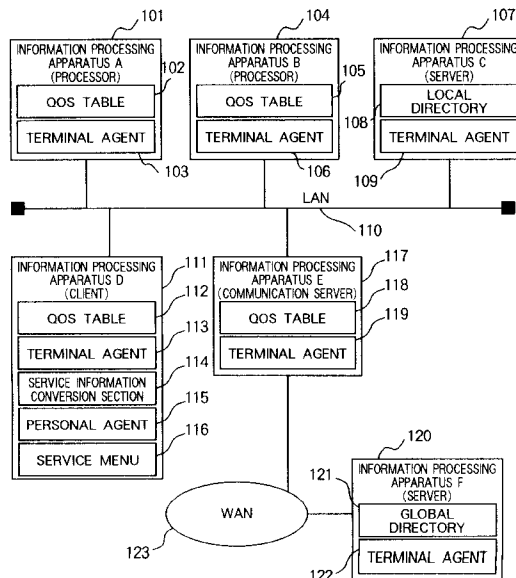 101
INFORMATION PROCESSING
APPARATUS A
(PROCESSOR)
102
QOS TABLE
TERMINAL AGENT
103
104
INFORMATION PROCESSING
APPARATUS B
(PROCESSOR)
105
QOS TABLE
TERMINAL AGENT
106
107
INFORMATION PROCESSING
APPARATUS C
(SERVER)
LOCAL
DIRECTORY
108
TERMINAL AGENT
109
LAN
110
INFORMATION PROCESSING
APPARATUS D
(CLIENT)
111
QOS TABLE
112
TERMINAL AGENT
113
SERVICE INFORMATION
CONVERSION SECTION
114
PERSONAL AGENT
115
SERVICE MENU
116
INFORMATION PROCESSING
APPARATUS E
(COMMUNICATION SERVER)
117
QOS TABLE
118
TERMINAL AGENT
119
WAN
123
120
INFORMATION PROCESSING
APPARATUS F
(SERVER)
121
GLOBAL
DIRECTORY
TERMINAL AGENT
122